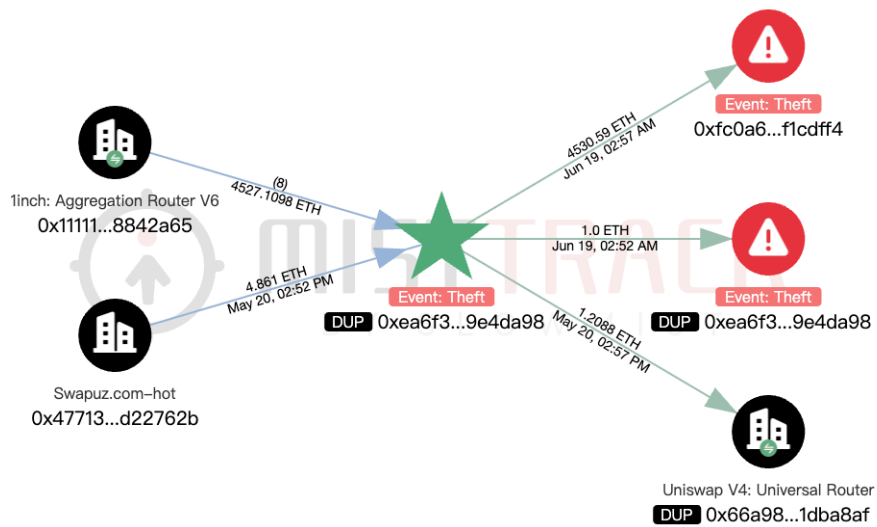 Event: Theft
0xfc0a6...f1cdff4
4530.59 ETH
Jun 19, 02:57 AM
(8)
4527.1098 ETH
1inch: Aggregation Router V6
0x11111...8842a65
MISTTRACK
1.0 ETH
Jun 19, 02:52 AM
4.861 ETH
May 20, 02:52 PM
Event: Theft
DUP 0xea6f3...9e4da98
Event: Theft
DUP 0xea6f3...9e4da98
1.2088 ETH
May 20, 02:57 PM
Swapuz.com-hot
0x47713...d22762b
Uniswap V4: Universal Router
DUP 0x66a98...1dba8af